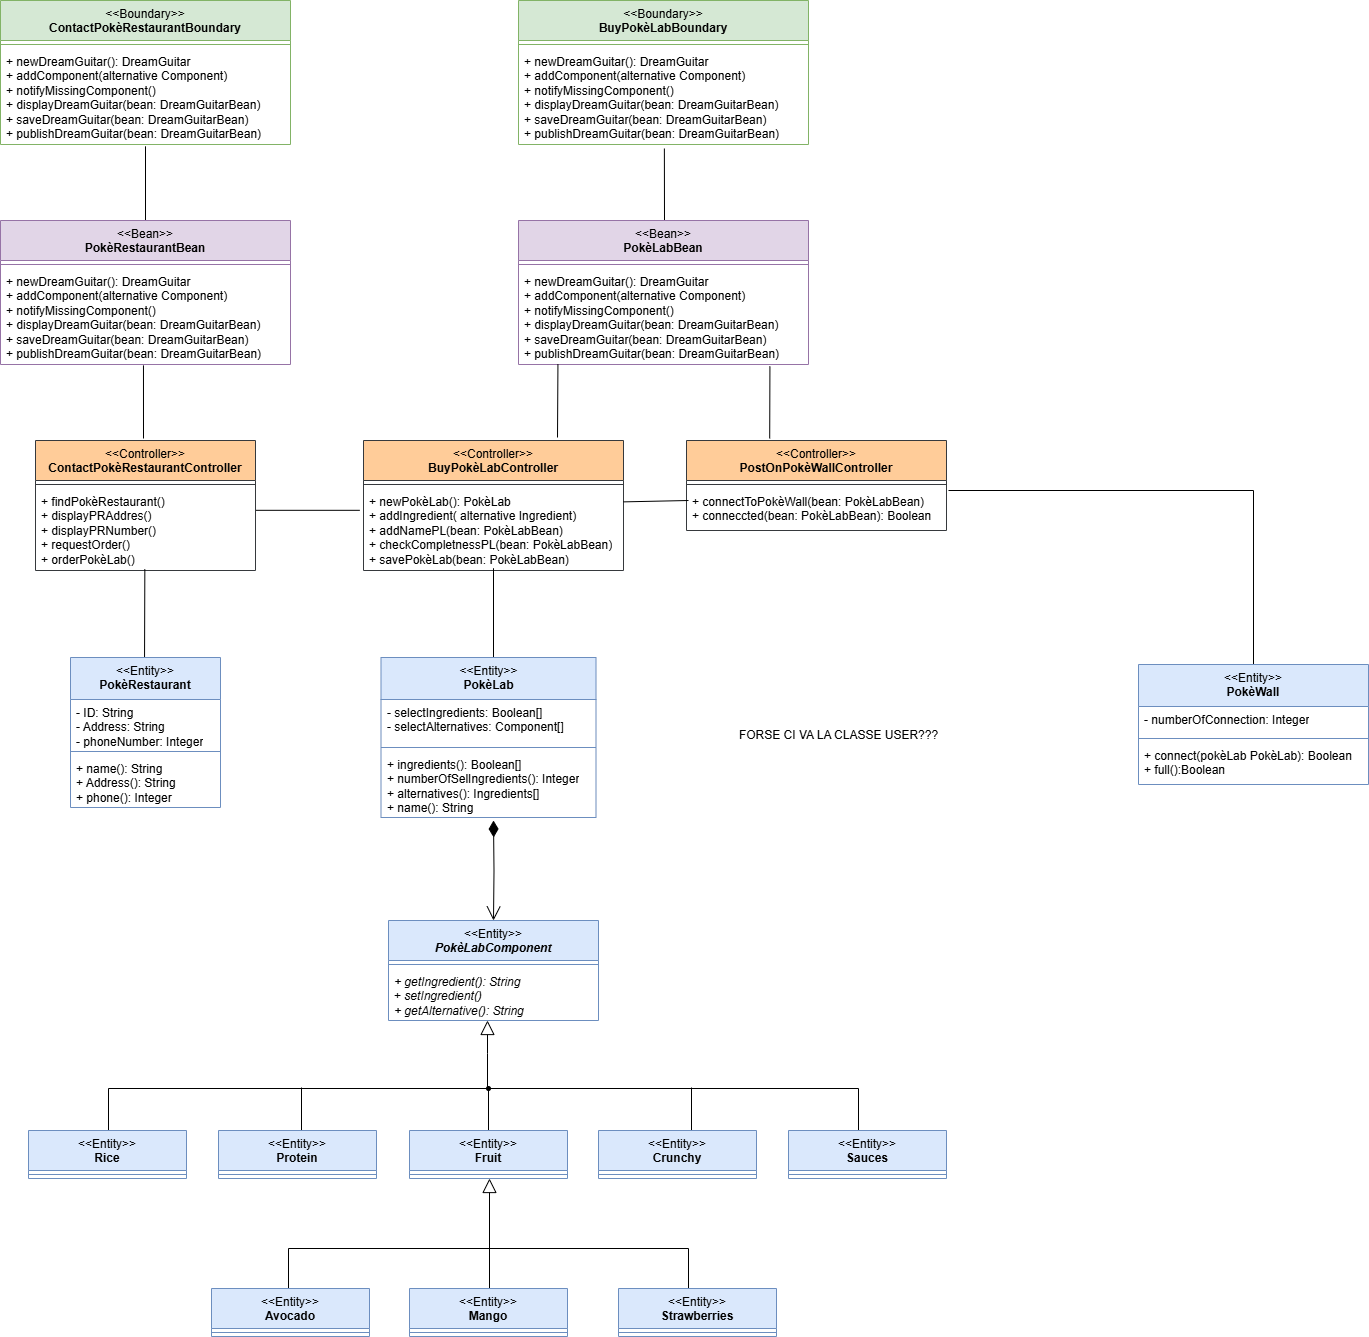 <<Boundary>>
ContactPokèRestaurantBoundary
+ newDreamGuitar(): DreamGuitar
+ addComponent(alternative Component)
+ notifyMissingComponent()
+ displayDreamGuitar(bean: DreamGuitarBean)
+ saveDreamGuitar(bean: DreamGuitarBean)
+ publishDreamGuitar(bean: DreamGuitarBean)
<<Boundary>>
BuyPokèLabBoundary
+ newDreamGuitar(): DreamGuitar
+ addComponent(alternative Component)
+ notifyMissingComponent()
+ displayDreamGuitar(bean: DreamGuitarBean)
+ saveDreamGuitar(bean: DreamGuitarBean)
+ publishDreamGuitar(bean: DreamGuitarBean)
<<Bean>>
PokèRestaurantBean
+ newDreamGuitar(): DreamGuitar
+ addComponent(alternative Component)
+ notifyMissingComponent()
+ displayDreamGuitar(bean: DreamGuitarBean)
+ saveDreamGuitar(bean: DreamGuitarBean)
+ publishDreamGuitar(bean: DreamGuitarBean)
<<Bean>>
PokèLabBean
+ newDreamGuitar(): DreamGuitar
+ addComponent(alternative Component)
+ notifyMissingComponent()
+ displayDreamGuitar(bean: DreamGuitarBean)
+ saveDreamGuitar(bean: DreamGuitarBean)
+ publishDreamGuitar(bean: DreamGuitarBean)
<<Controller>>
ContactPokèRestaurantController
+ findPokèRestaurant()
+ displayPRAddres()
+ displayPRNumber()
+ requestOrder()
+ orderPokèLab()
<<Controller>>
BuyPokèLabController
+ newPokèLab(): PokèLab
+ addIngredient( alternative Ingredient)
+ addNamePL(bean: PokèLabBean)
+ checkCompletnessPL(bean: PokèLabBean)
+ savePokèLab(bean: PokèLabBean)
<<Controller>>
PostOnPokèWallController
+ connectToPokèWall(bean: PokèLabBean)
+ conneccted(bean: PokèLabBean): Boolean
<<Entity>>
PokèRestaurant
- ID: String
- Address: String
- phoneNumber: Integer
+ name(): String
+ Address(): String
+ phone(): Integer
<<Entity>>
PokèLab
- selectIngredients: Boolean[]
- selectAlternatives: Component[]
+ ingredients(): Boolean[]
+ numberOfSelIngredients(): Integer
+ alternatives(): Ingredients[]
+ name(): String
FORSE CI VA LA CLASSE USER???
<<Entity>>
PokèWall
- numberOfConnection: Integer
+ connect(pokèLab PokèLab): Boolean
+ full():Boolean
<<Entity>>
PokèLabComponent
+ getIngredient(): String
+ setIngredient()
+ getAlternative(): String
<<Entity>>
Rice
<<Entity>>
Protein
<<Entity>>
Fruit
<<Entity>>
Crunchy
<<Entity>>
Sauces
<<Entity>>
Avocado
<<Entity>>
Mango
<<Entity>>
Strawberries